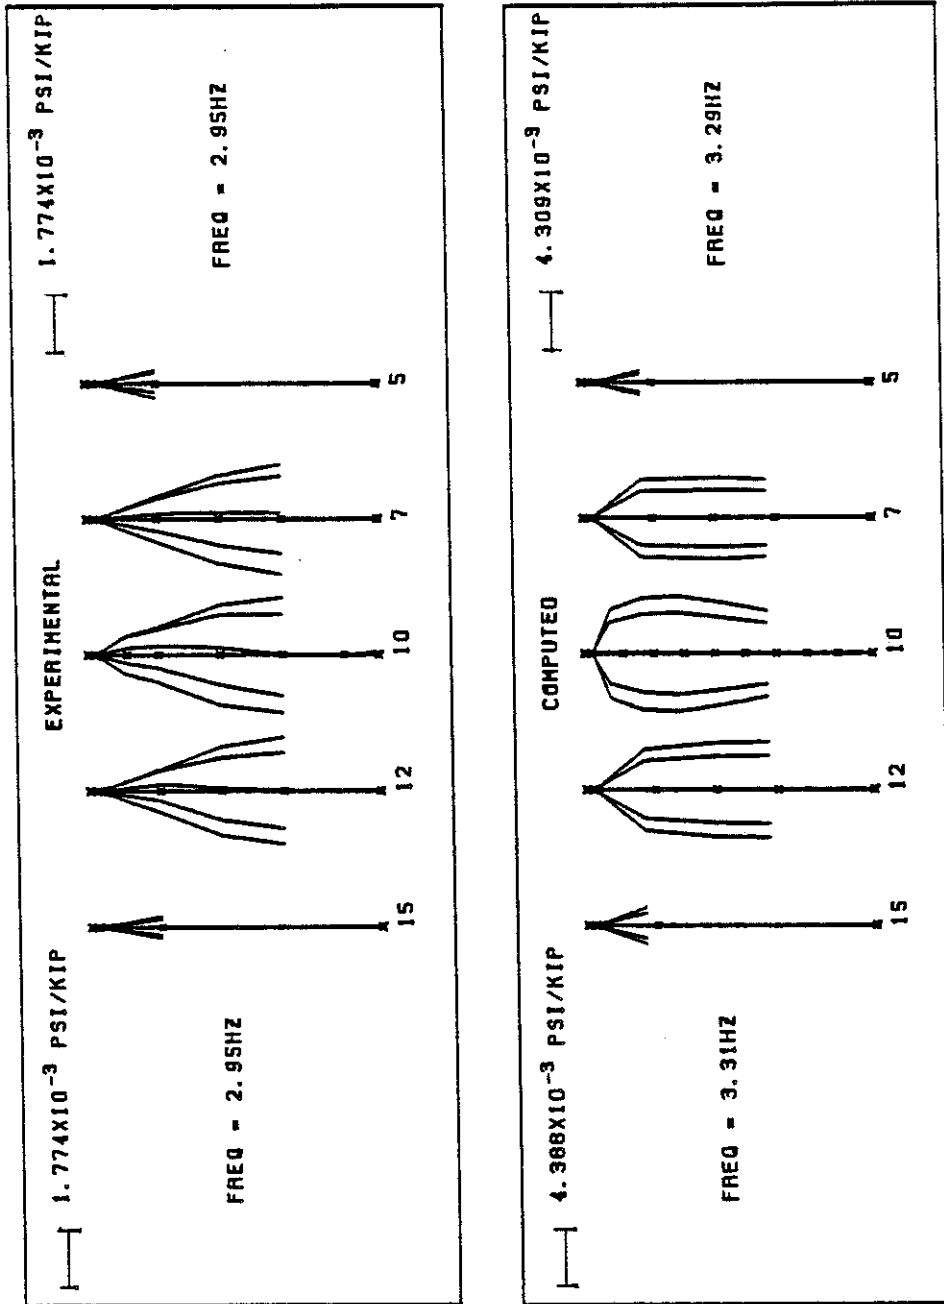 1.774X10⁻³ PSI/KIP
EXPERIMENTAL
1.774X10⁻³ PSI/KIP
FREQ = 2.95HZ
FREQ = 2.95HZ
15
12
10
7
5
4.388X10⁻³ PSI/KIP
COMPUTED
4.309X10⁻³ PSI/KIP
FREQ = 3.31HZ
FREQ = 3.29HZ
15
12
10
7
5